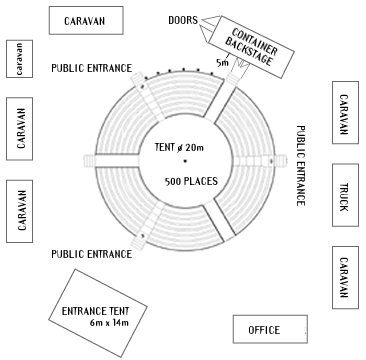 CARAVAN
DOORS
CONTAINER
BACKSTAGE
caravan
PUBLIC ENTRANCE
5m
CARAVAN
CARAVAN
TENT ø 20m
500 PLACES
PUBLIC ENTRANCE
CARAVAN
TRUCK
CARAVAN
PUBLIC ENTRANCE
CARAVAN
ENTRANCE TENT
6m x 14m
OFFICE